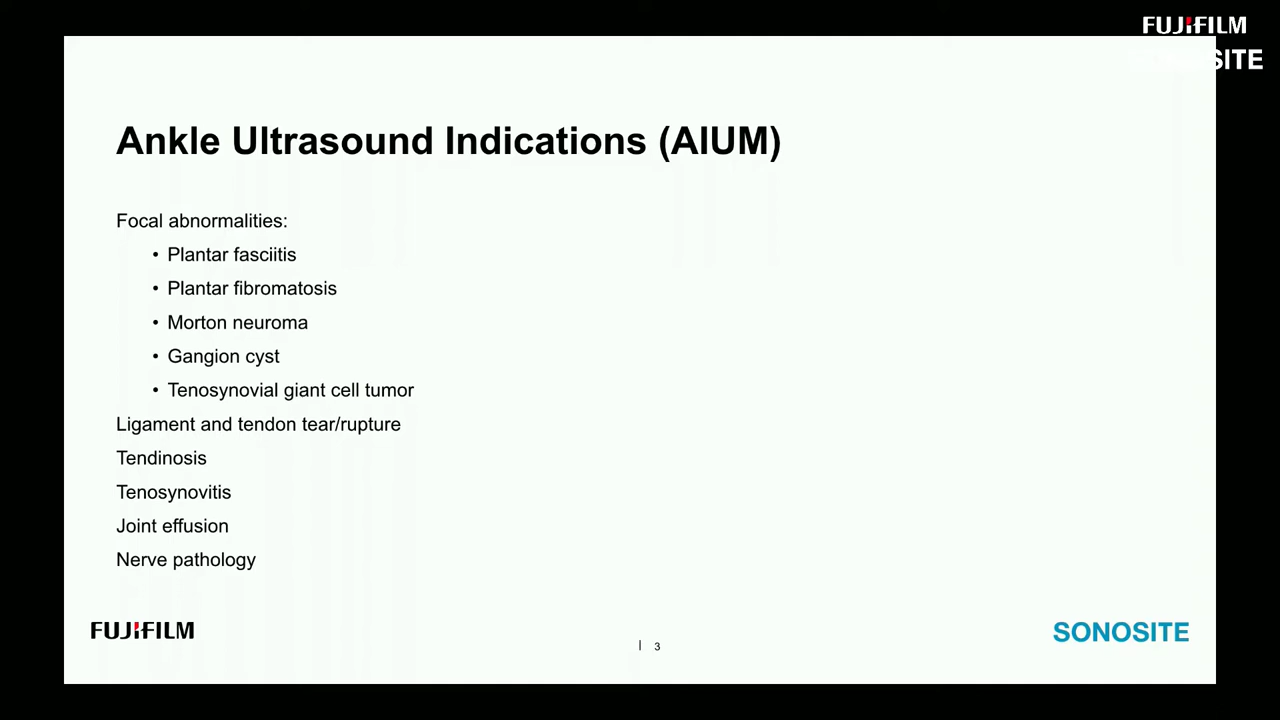 FUJIFILM
SITE
Ankle Ultrasound Indications (AIUM)
Focal abnormalities:
• Plantar fasciitis
• Plantar fibromatosis
• Morton neuroma
• Gangion cyst
• Tenosynovial giant cell tumor
Ligament and tendon tear/rupture
Tendinosis
Tenosynovitis
Joint effusion
Nerve pathology
FUJIFILM
| 3
SONOSITE